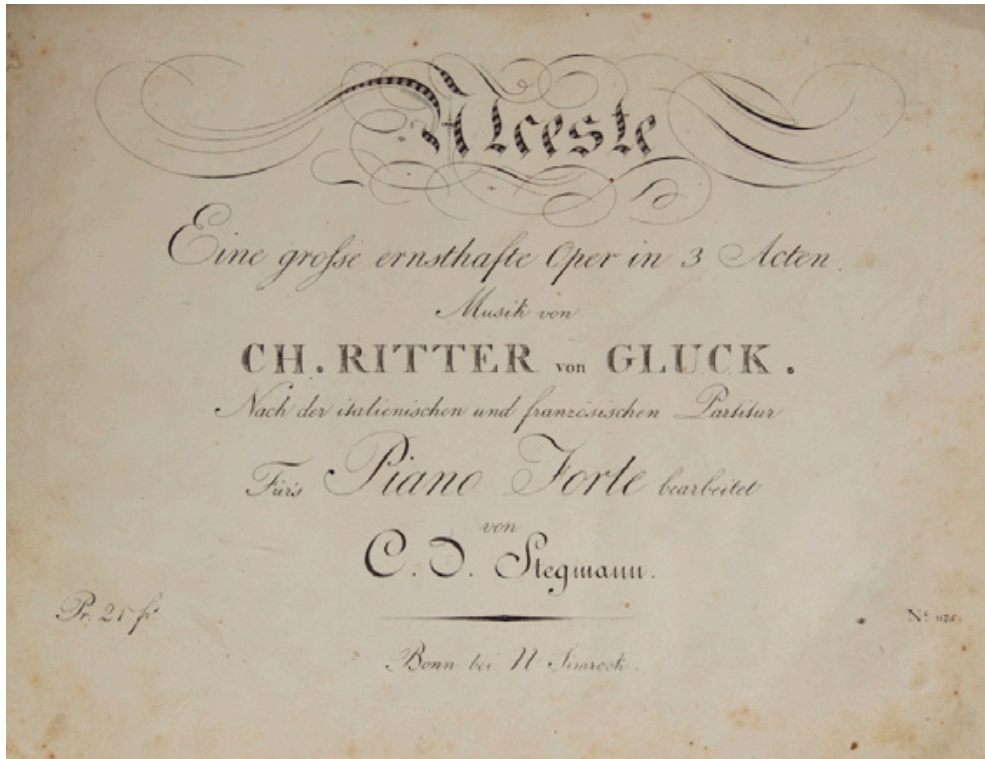 Alceste
Eine grosse ernsthafte Oper in 3 Acten.
Musik von
CH. RITTER von GLUCK.
Nach der italienischen und französischen Partitur
Fürs Piano Forte bearbeitet
von
C. D. Stegmann.
Pr.
Nº
Bonn bei N Simrock.